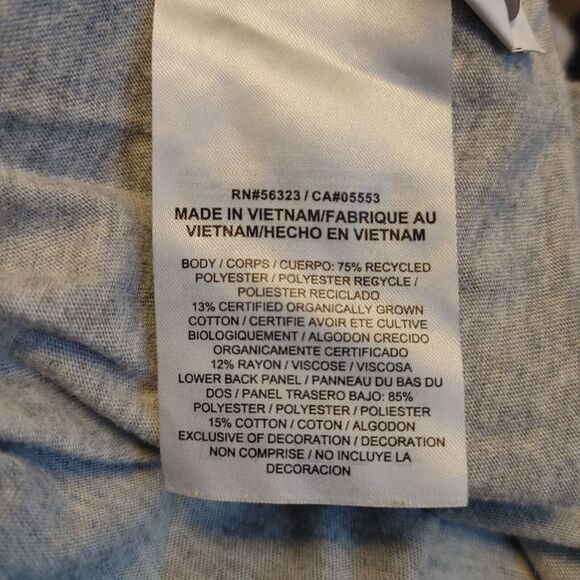 RN#56323 / CA#05553
MADE IN VIETNAM/FABRIQUE AU
VIETNAM/HECHO EN VIETNAM
BODY / CORPS / CUERPO: 75% RECYCLED
POLYESTER / POLYESTER RECYCLE /
POLIESTER RECICLADO
13% CERTIFIED ORGANICALLY GROWN
COTTON / CERTIFIE AVOIR ETE CULTIVE
BIOLOGIQUEMENT / ALGODON CRECIDO
ORGANICAMENTE CERTIFICADO
12% RAYON / VISCOSE / VISCOSA
LOWER BACK PANEL / PANNEAU DU BAS DU
DOS / PANEL TRASERO BAJO: 85%
POLYESTER / POLYESTER / POLIESTER
15% COTTON / COTON / ALGODON
EXCLUSIVE OF DECORATION / DECORATION
NON COMPRISE / NO INCLUYE LA
DECORACION